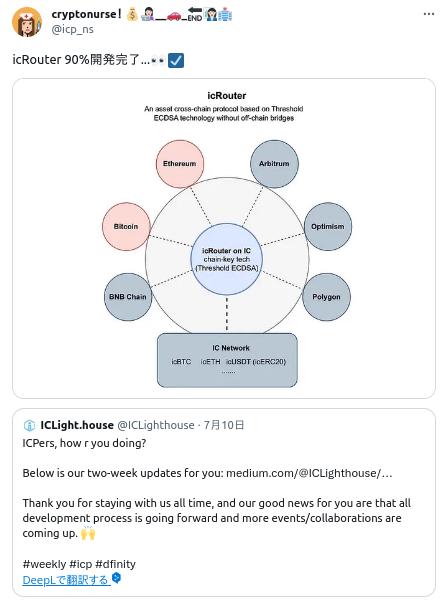 cryptonurse! 💰👩🏻‍💻__🚗_🔙👩🏻‍⚕️🏥
@icp_ns
icRouter 90%開発完了...👀☑️
icRouter
An asset cross-chain protocol based on Threshold
ECDSA technology without off-chain bridges
Ethereum
Arbitrum
Bitcoin
Optimism
icRouter on IC
chain-key tech
(Threshold ECDSA)
BNB Chain
Polygon
IC Network
icBTC icETH icUSDT (icERC20)
.......
ICLight.house @ICLighthouse · 7月10日
ICPers, how r you doing?
Below is our two-week updates for you: medium.com/@ICLighthouse/…
Thank you for staying with us all time, and our good news for you are that all
development process is going forward and more events/collaborations are
coming up. 🙌
#weekly #icp #dfinity
DeepLで翻訳する